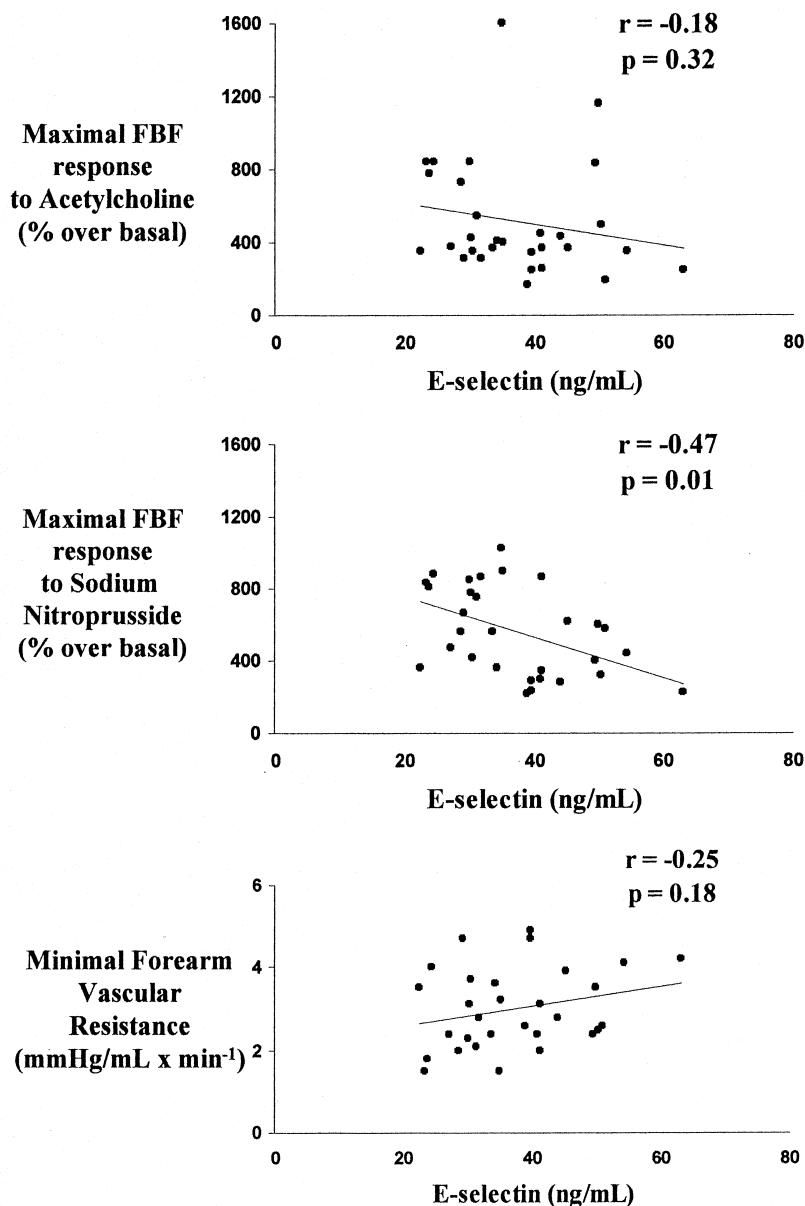 r = -0.18
p = 0.32
Maximal FBF
response
to Acetylcholine
(% over basal)
1600
1200
800
400
0
0 20 40 60 80
E-selectin (ng/mL)
r = -0.47
p = 0.01
Maximal FBF
response
to Sodium
Nitroprusside
(% over basal)
1600
1200
800
400
0
0 20 40 60 80
E-selectin (ng/mL)
r = -0.25
p = 0.18
Minimal Forearm
Vascular
Resistance
(mmHg/mL x min⁻¹)
6
4
2
0
0 20 40 60 80
E-selectin (ng/mL)